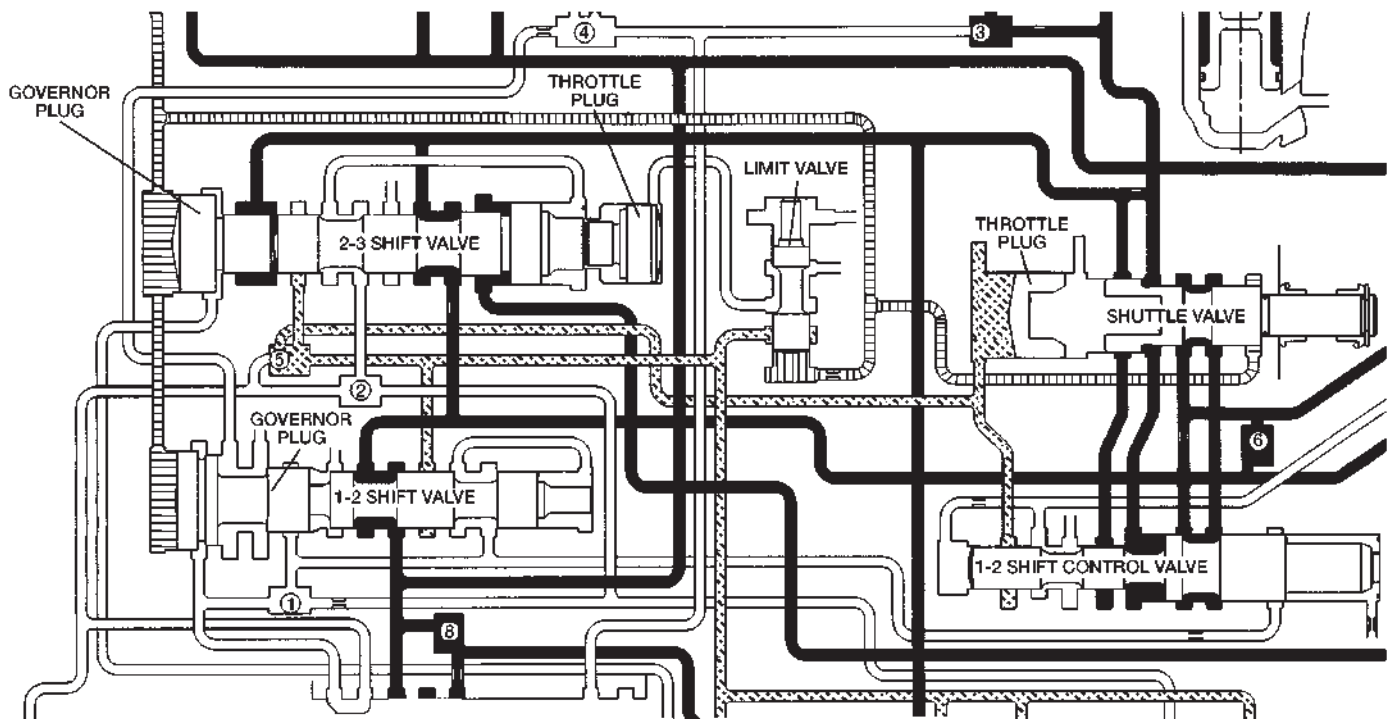 ④
③
GOVERNOR
PLUG
THROTTLE
PLUG
LIMIT VALVE
THROTTLE
PLUG
2-3 SHIFT VALVE
SHUTTLE VALVE
⑤
②
GOVERNOR
PLUG
⑥
1-2 SHIFT VALVE
1-2 SHIFT CONTROL VALVE
①
⑧